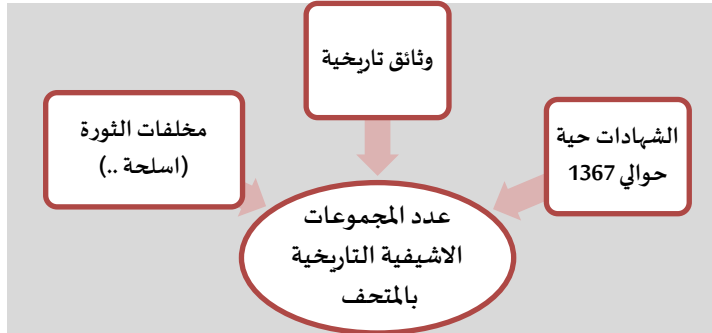 وثائق تاريخية
الشهادات حية
حوالي 1367
مخلفات الثورة
(اسلحة ..)
عدد المجموعات
الاشيفية التاريخية
بالمتحف